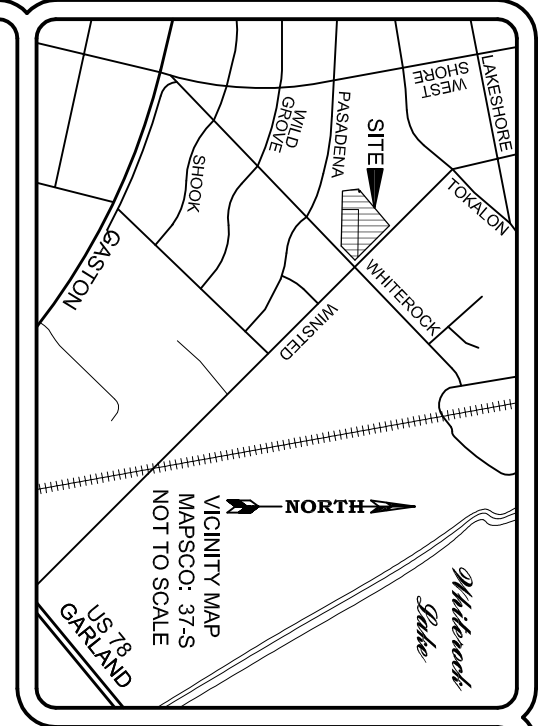 LAKESHORE
WEST
SHORE
TOKALON
SITE
PASADENA
WILD
GROVE
SHOOK
WHITEROCK
WINSTED
GASTON
NORTH
VICINITY MAP
MAPSCO: 37-S
NOT TO SCALE
Whiterock
Lake
US 78
GARLAND